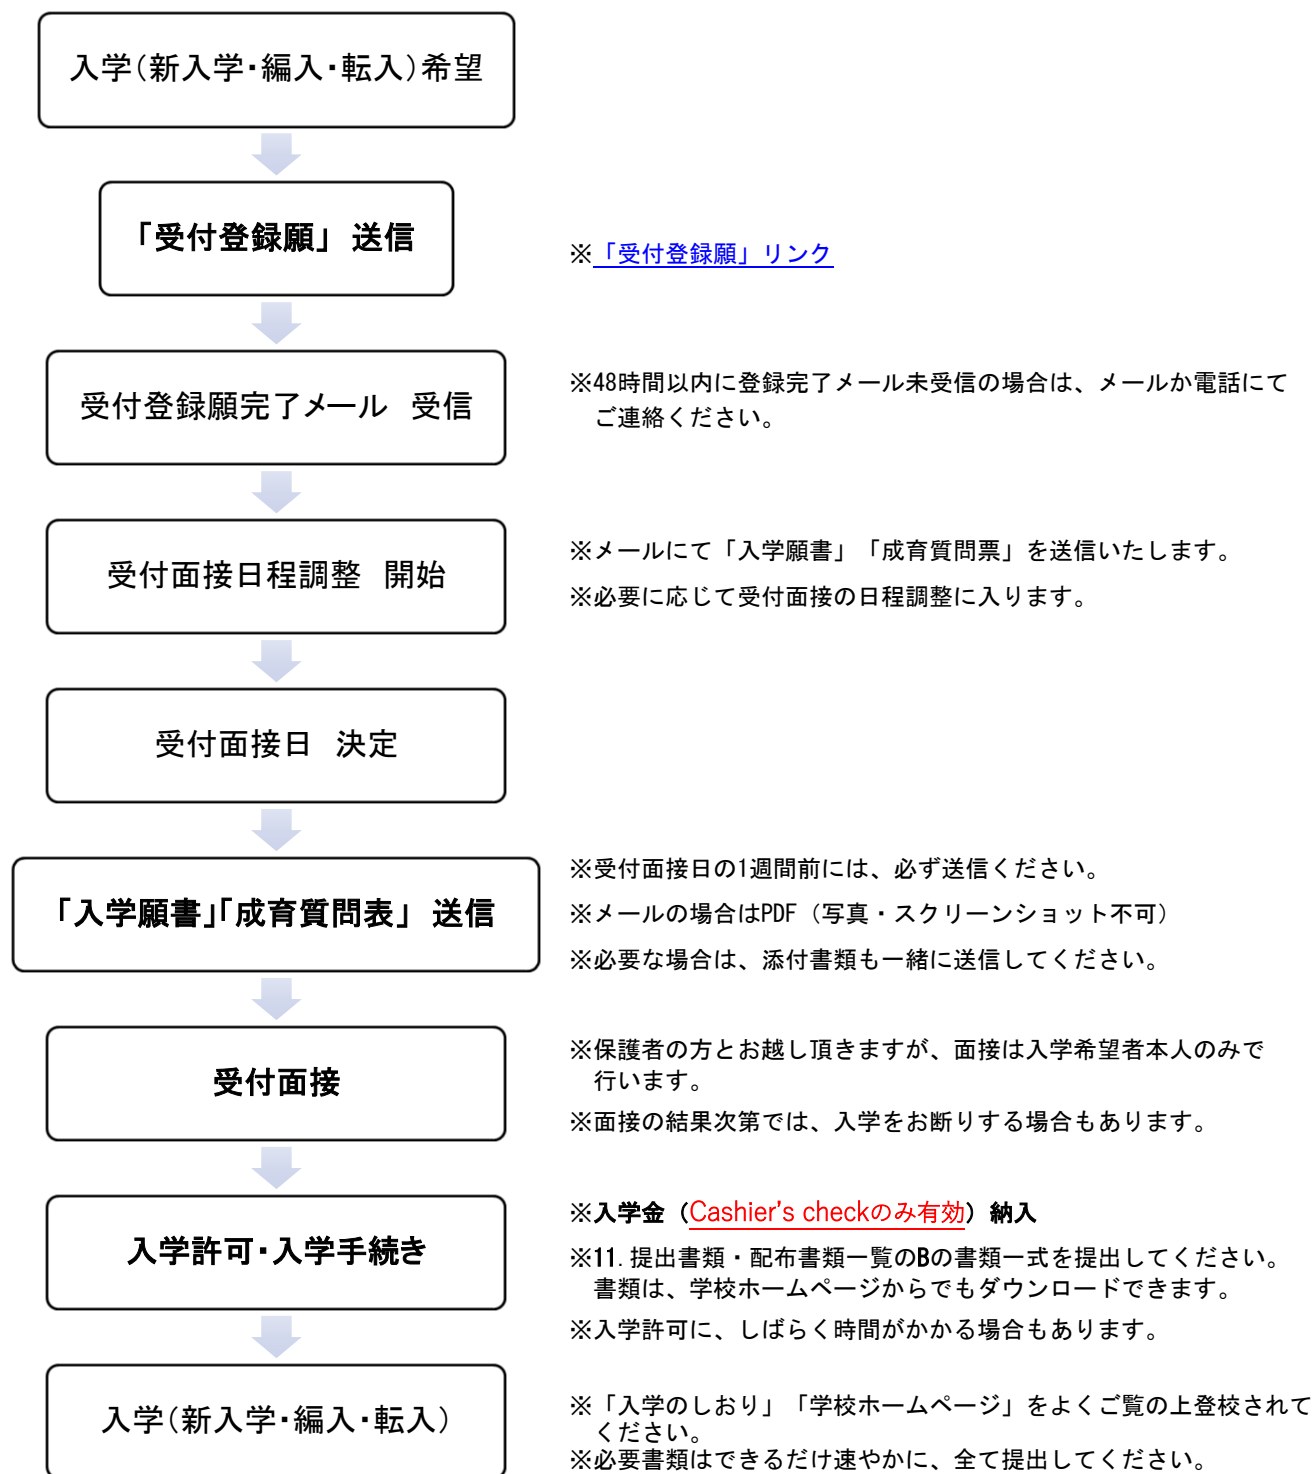 入学（新入学・編入・転入）希望
「受付登録願」 送信
※「受付登録願」リンク
受付登録願完了メール　受信
※48時間以内に登録完了メール未受信の場合は、メールか電話にて
ご連絡ください。
受付面接日程調整　開始
※メールにて「入学願書」「成育質問票」を送信いたします。
※必要に応じて受付面接の日程調整に入ります。
受付面接日　決定
「入学願書」「成育質問表」 送信
※受付面接日の1週間前には、必ず送信ください。
※メールの場合はPDF（写真・スクリーンショット不可）
※必要な場合は、添付書類も一緒に送信してください。
受付面接
※保護者の方とお越し頂きますが、面接は入学希望者本人のみで
行います。
※面接の結果次第では、入学をお断りする場合もあります。
入学許可・入学手続き
※入学金（Cashier's checkのみ有効）納入
※11.提出書類・配布書類一覧のBの書類一式を提出してください。
書類は、学校ホームページからでもダウンロードできます。
※入学許可に、しばらく時間がかかる場合もあります。
入学（新入学・編入・転入）
※「入学のしおり」「学校ホームページ」をよくご覧の上登校されて
ください。
※必要書類はできるだけ速やかに、全て提出してください。